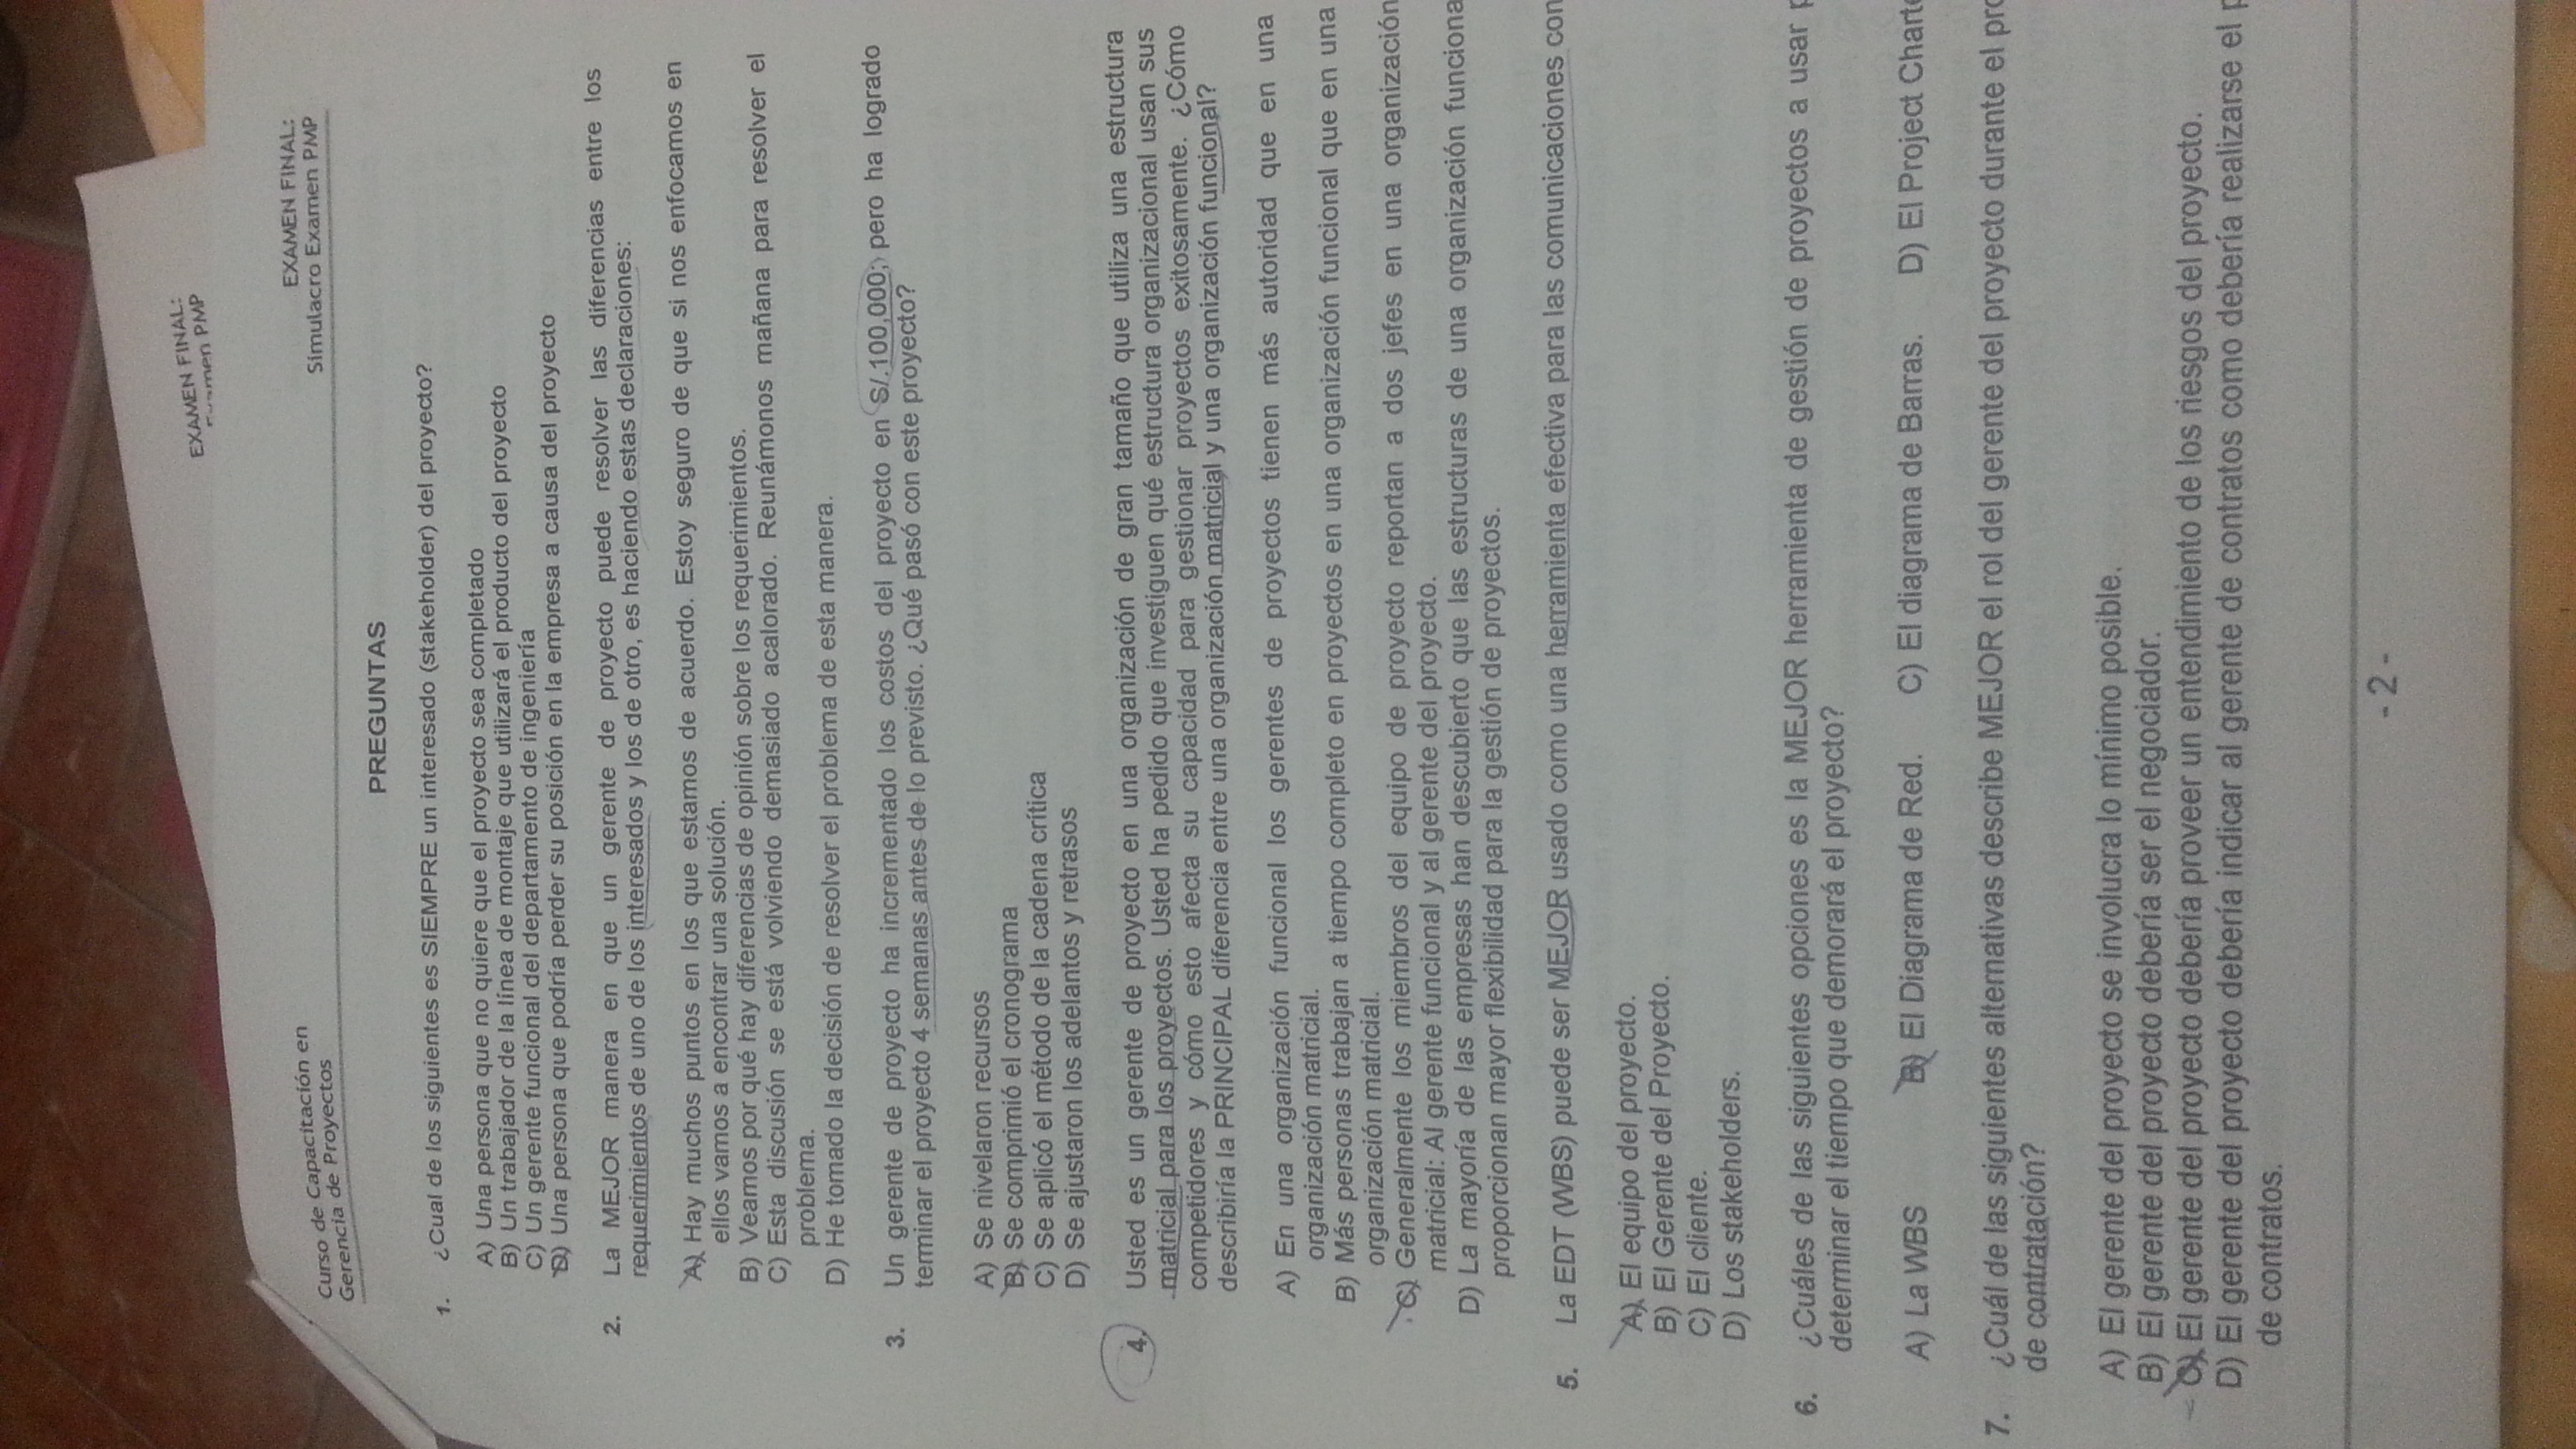 EXAMEN FINAL:
Examen PMP
Curso de Capacitación en
Gerencia de Proyectos
EXAMEN FINAL:
Simulacro Examen PMP
PREGUNTAS
1. ¿Cual de los siguientes es SIEMPRE un interesado (stakeholder) del proyecto?
A) Una persona que no quiere que el proyecto sea completado
B) Un trabajador de la línea de montaje que utilizará el producto del proyecto
C) Un gerente funcional del departamento de ingeniería
D) Una persona que podría perder su posición en la empresa a causa del proyecto
2. La MEJOR manera en que un gerente de proyecto puede resolver las diferencias entre los
requerimientos de uno de los interesados y los de otro, es haciendo estas declaraciones:
A) Hay muchos puntos en los que estamos de acuerdo. Estoy seguro de que si nos enfocamos en
ellos vamos a encontrar una solución.
B) Veamos por qué hay diferencias de opinión sobre los requerimientos.
C) Esta discusión se está volviendo demasiado acalorado. Reunámonos mañana para resolver el
problema.
D) He tomado la decisión de resolver el problema de esta manera.
3. Un gerente de proyecto ha incrementado los costos del proyecto en S/.100,000; pero ha logrado
terminar el proyecto 4 semanas antes de lo previsto. ¿Qué pasó con este proyecto?
A) Se nivelaron recursos
B) Se comprimió el cronograma
C) Se aplicó el método de la cadena crítica
D) Se ajustaron los adelantos y retrasos
4. Usted es un gerente de proyecto en una organización de gran tamaño que utiliza una estructura
matricial para los proyectos. Usted ha pedido que investiguen qué estructura organizacional usan sus
competidores y cómo esto afecta su capacidad para gestionar proyectos exitosamente. ¿Cómo
describiría la PRINCIPAL diferencia entre una organización matricial y una organización funcional?
A) En una organización funcional los gerentes de proyectos tienen más autoridad que en una
organización matricial.
B) Más personas trabajan a tiempo completo en proyectos en una organización funcional que en una
organización matricial.
C) Generalmente los miembros del equipo de proyecto reportan a dos jefes en una organización
matricial: Al gerente funcional y al gerente del proyecto.
D) La mayoría de las empresas han descubierto que las estructuras de una organización funciona
proporcionan mayor flexibilidad para la gestión de proyectos.
5. La EDT (WBS) puede ser MEJOR usado como una herramienta efectiva para las comunicaciones con
A) El equipo del proyecto.
B) El Gerente del Proyecto.
C) El cliente.
D) Los stakeholders.
6. ¿Cuáles de las siguientes opciones es la MEJOR herramienta de gestión de proyectos a usar p
determinar el tiempo que demorará el proyecto?
A) La WBS B) El Diagrama de Red. C) El diagrama de Barras. D) El Project Charte
7. ¿Cuál de las siguientes alternativas describe MEJOR el rol del gerente del proyecto durante el pro
de contratación?
A) El gerente del proyecto se involucra lo mínimo posible.
B) El gerente del proyecto debería ser el negociador.
C) El gerente del proyecto debería proveer un entendimiento de los riesgos del proyecto.
D) El gerente del proyecto debería indicar al gerente de contratos como debería realizarse el p
de contratos.
- 2 -